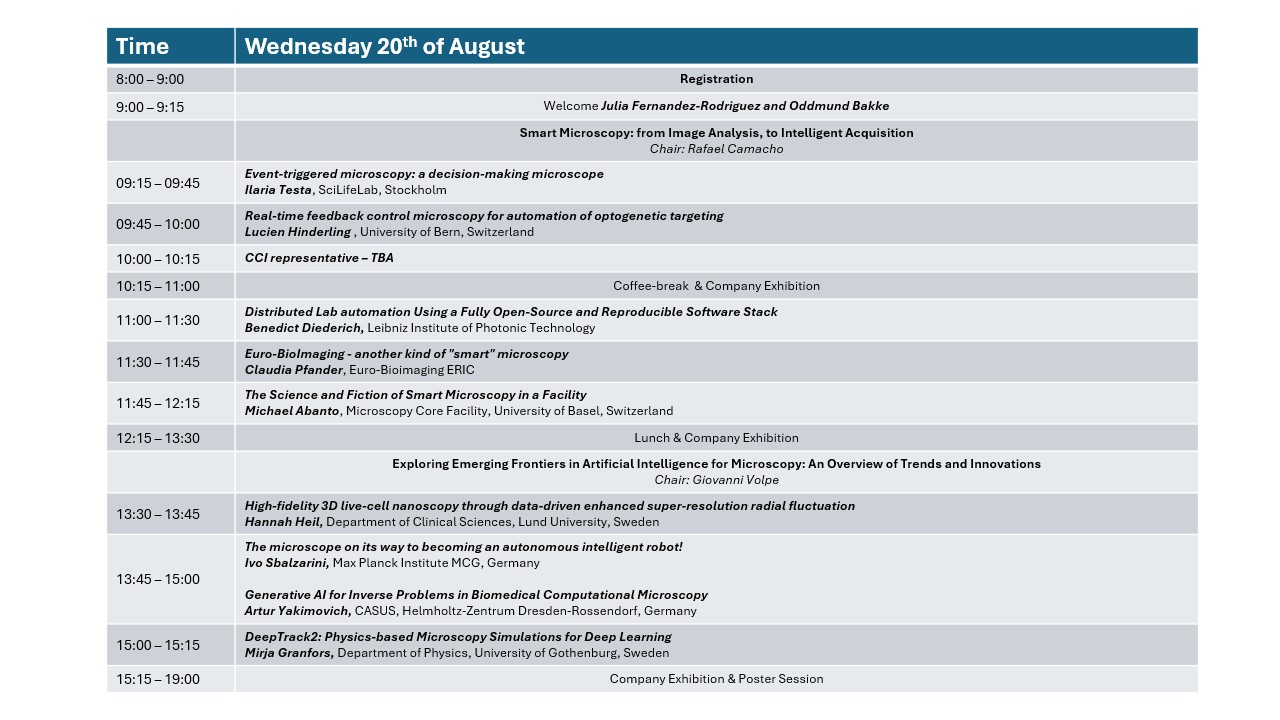 Time Wednesday 20th of August
8:00 – 9:00 Registration
9:00 – 9:15 Welcome Julia Fernandez-Rodriguez and Oddmund Bakke
Smart Microscopy: from Image Analysis, to Intelligent Acquisition
Chair: Rafael Camacho
09:15 – 09:45
Event-triggered microscopy: a decision-making microscope
Ilaria Testa, SciLifeLab, Stockholm
09:45 – 10:00
Real-time feedback control microscopy for automation of optogenetic targeting
Lucien Hinderling , University of Bern, Switzerland
10:00 – 10:15 CCI representative – TBA
10:15 – 11:00 Coffee-break & Company Exhibition
11:00 – 11:30
Distributed Lab automation Using a Fully Open-Source and Reproducible Software Stack
Benedict Diederich, Leibniz Institute of Photonic Technology
11:30 – 11:45
Euro-BioImaging - another kind of "smart" microscopy
Claudia Pfander, Euro-Bioimaging ERIC
11:45 – 12:15
The Science and Fiction of Smart Microscopy in a Facility
Michael Abanto, Microscopy Core Facility, University of Basel, Switzerland
12:15 – 13:30 Lunch & Company Exhibition
Exploring Emerging Frontiers in Artificial Intelligence for Microscopy: An Overview of Trends and Innovations
Chair: Giovanni Volpe
13:30 – 13:45
High-fidelity 3D live-cell nanoscopy through data-driven enhanced super-resolution radial fluctuation
Hannah Heil, Department of Clinical Sciences, Lund University, Sweden
13:45 – 15:00
The microscope on its way to becoming an autonomous intelligent robot!
Ivo Sbalzarini, Max Planck Institute MCG, Germany
Generative AI for Inverse Problems in Biomedical Computational Microscopy
Artur Yakimovich, CASUS, Helmholtz-Zentrum Dresden-Rossendorf, Germany
15:00 – 15:15
DeepTrack2: Physics-based Microscopy Simulations for Deep Learning
Mirja Granfors, Department of Physics, University of Gothenburg, Sweden
15:15 – 19:00 Company Exhibition & Poster Session